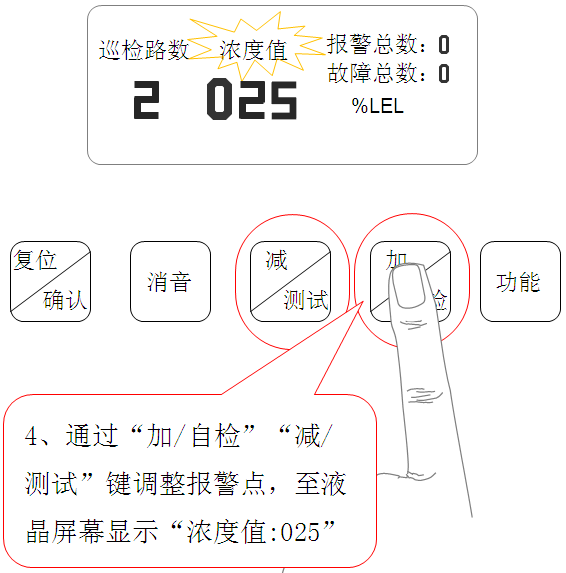 巡检路数 浓度值 报警总数：0
故障总数：0
2 025 %LEL
复位 确认 消音 减 测试 加 检 功能
4、通过“加/自检”“减/
测试”键调整报警点，至液
晶屏幕显示“浓度值:025”